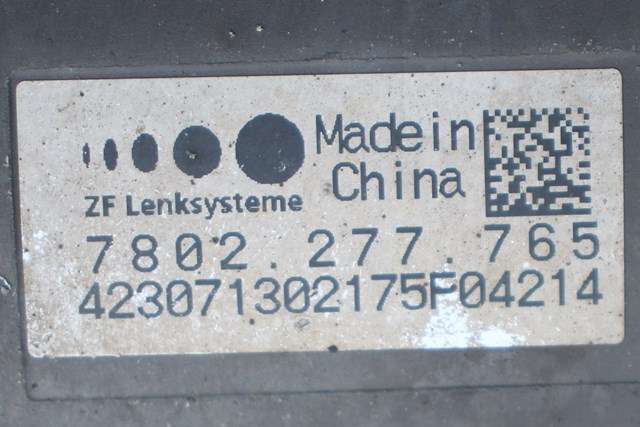 Made in
China
ZF Lenksysteme
7802.277.765
423071302175F04214